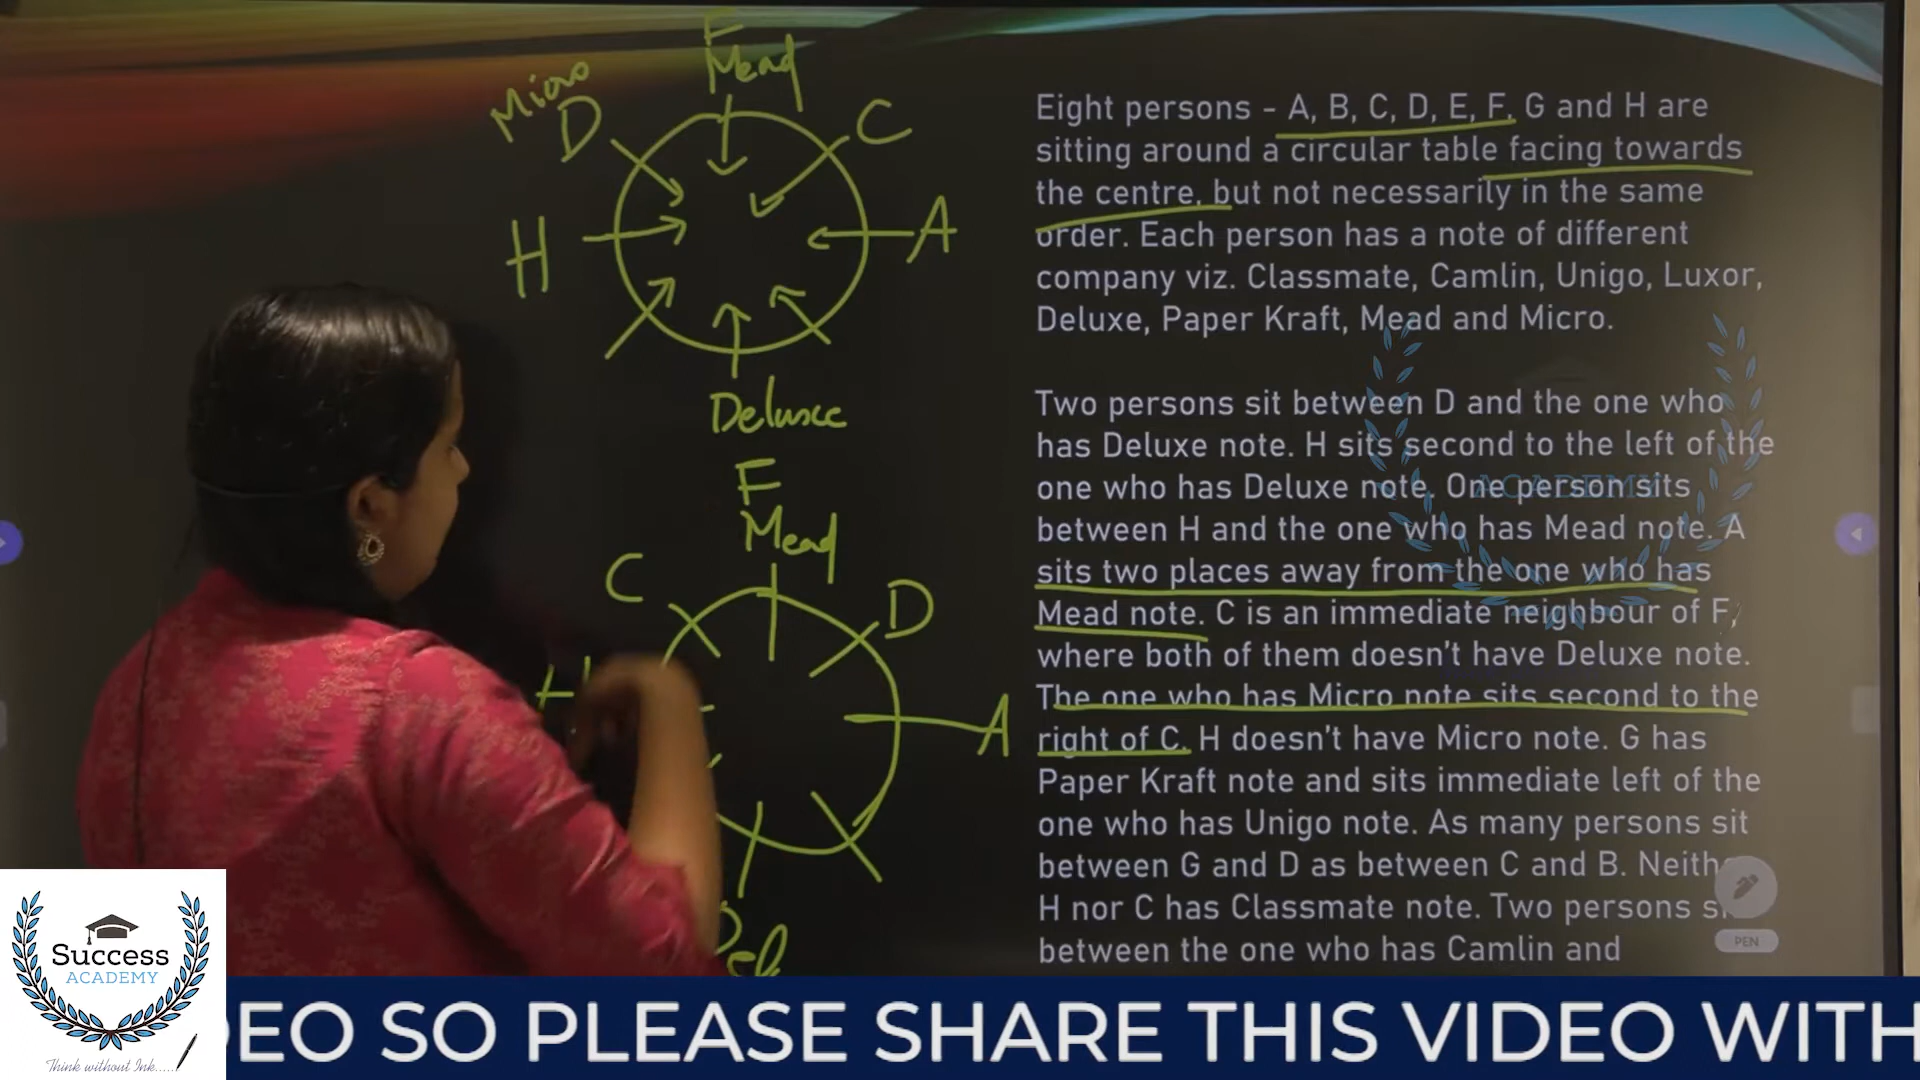 F
Mead
Micro
D
C
H
A
Deluxe
F
Mead
C
D
H
A
Del
Eight persons - A, B, C, D, E, F, G and H are
sitting around a circular table facing towards
the centre, but not necessarily in the same
order. Each person has a note of different
company viz. Classmate, Camlin, Unigo, Luxor,
Deluxe, Paper Kraft, Mead and Micro.
Two persons sit between D and the one who
has Deluxe note. H sits second to the left of the
one who has Deluxe note. One person sits
between H and the one who has Mead note. A
sits two places away from the one who has
Mead note. C is an immediate neighbour of F,
where both of them doesn't have Deluxe note.
The one who has Micro note sits second to the
right of C. H doesn't have Micro note. G has
Paper Kraft note and sits immediate left of the
one who has Unigo note. As many persons sit
between G and D as between C and B. Neith
H nor C has Classmate note. Two persons s
between the one who has Camlin and
ACADEMY
PEN
Success
ACADEMY
Think without Ink.....
DEO SO PLEASE SHARE THIS VIDEO WITH